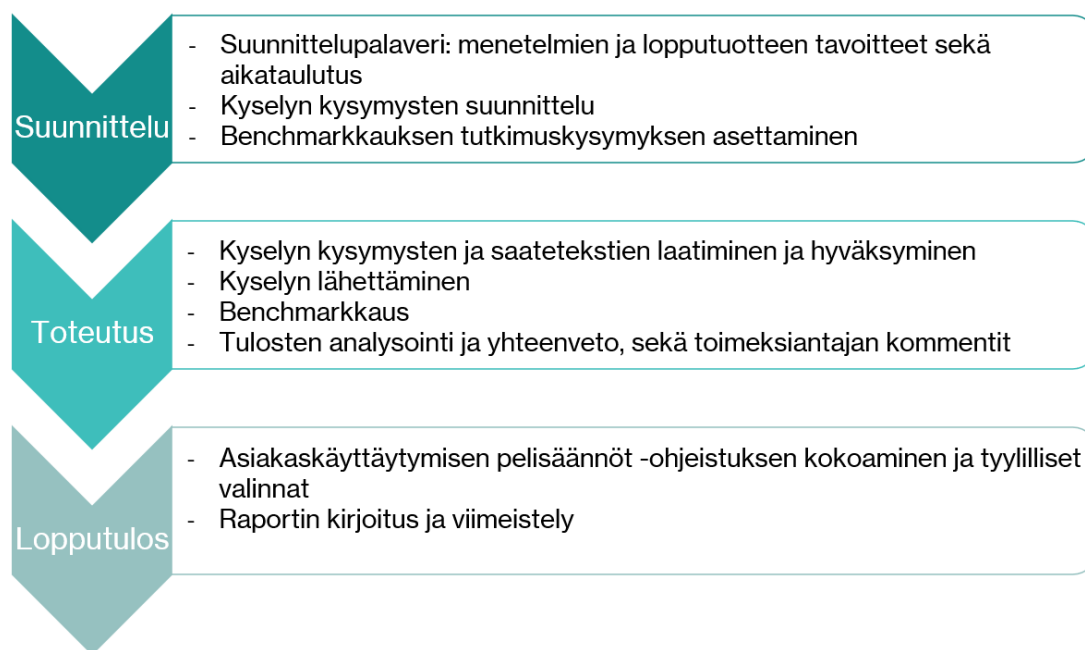 Suunnittelu
- Suunnittelupalaveri: menetelmien ja lopputuotteen tavoitteet sekä
aikataulutus
- Kyselyn kysymysten suunnittelu
- Benchmarkkauksen tutkimuskysymyksen asettaminen
Toteutus
- Kyselyn kysymysten ja saatetekstien laatiminen ja hyväksyminen
- Kyselyn lähettäminen
- Benchmarkkaus
- Tulosten analysointi ja yhteenveto, sekä toimeksiantajan kommentit
Lopputulos
- Asiakaskäyttäytymisen pelisäännöt -ohjeistuksen kokoaminen ja tyylilliset
valinnat
- Raportin kirjoitus ja viimeistely